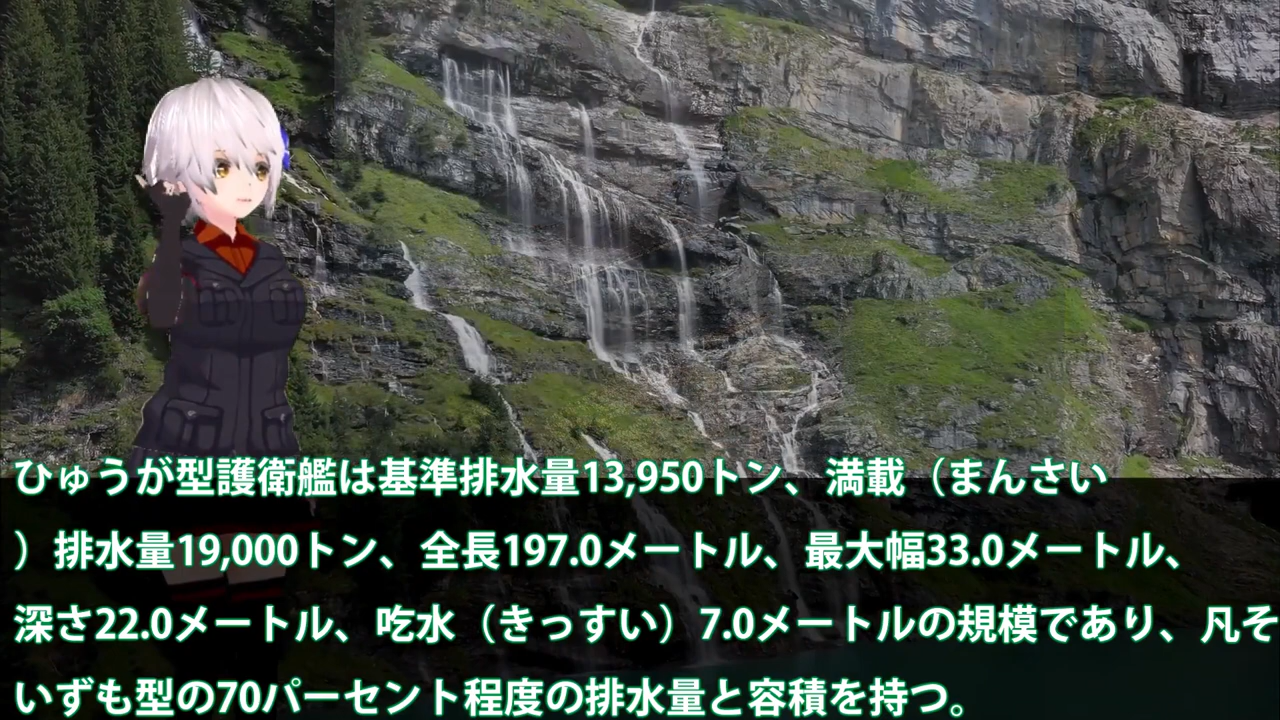 ひゅうが型護衛艦は基準排水量13,950トン、満載（まんさい
）排水量19,000トン、全長197.0メートル、最大幅33.0メートル、
深さ22.0メートル、吃水（きっすい）7.0メートルの規模であり、凡そ
いずも型の70パーセント程度の排水量と容積を持つ。